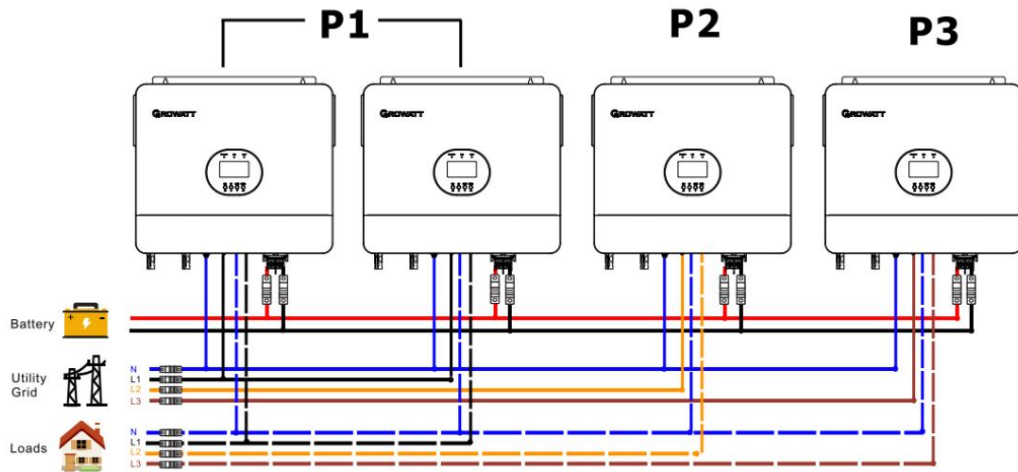 P1
P2
P3
GROWATT
GROWATT
GROWATT
GROWATT
Battery
Utility
Grid
N
L1
L2
L3
Loads
N
L1
L2
L3